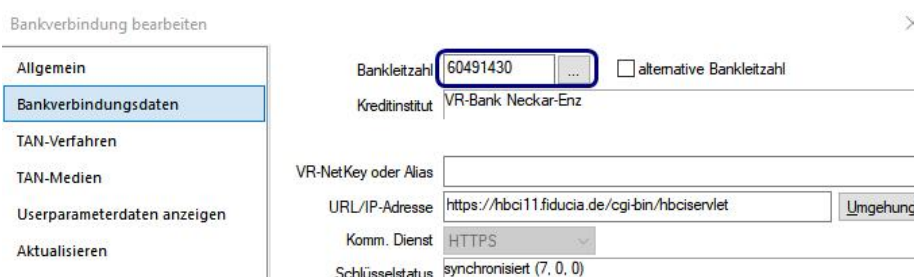 Bankverbindung bearbeiten
Allgemein
Bankverbindungsdaten
TAN-Verfahren
TAN-Medien
Userparameterdaten anzeigen
Aktualisieren
Bankleitzahl 60491430 ... alternative Bankleitzahl
Kreditinstitut VR-Bank Neckar-Enz
VR-NetKey oder Alias
URL/IP-Adresse https://hbci11.fiducia.de/cgi-bin/hbciservlet Umgehung
Komm. Dienst HTTPS
Schlüsselstatus synchronisiert (7, 0, 0)